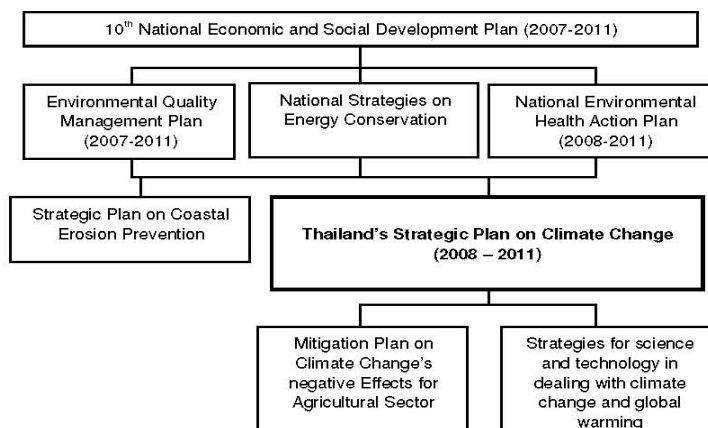 10th National Economic and Social Development Plan (2007-2011)
Environmental Quality
Management Plan
(2007-2011)
National Strategies on
Energy Conservation
National Environmental
Health Action Plan
(2008-2011)
Strategic Plan on Coastal
Erosion Prevention
Thailand's Strategic Plan on Climate Change
(2008 – 2011)
Mitigation Plan on
Climate Change's
negative Effects for
Agricultural Sector
Strategies for science
and technology in
dealing with climate
change and global
warming